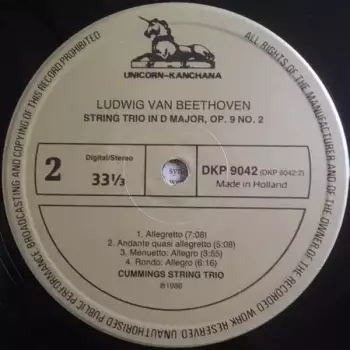 ALL RIGHTS OF THE MANUFACTURER AND OF THE OWNER OF THE RECORDED WORK RESERVED UNAUTHORISED PUBLIC PERFORMANCE BROADCASTING AND COPYING OF THIS RECORD PROHIBITED
UNICORN-KANCHANA
LUDWIG VAN BEETHOVEN
STRING TRIO IN D MAJOR, OP. 9 NO. 2
2
Digital/Stereo
33⅓
DKP 9042 (DKP 9042:2)
Made in Holland
1. Allegretto (7:08)
2. Andante quasi allegretto (5:08)
3. Menuetto: Allegro (3:55)
4. Rondo: Allegro (6:16)
CUMMINGS STRING TRIO